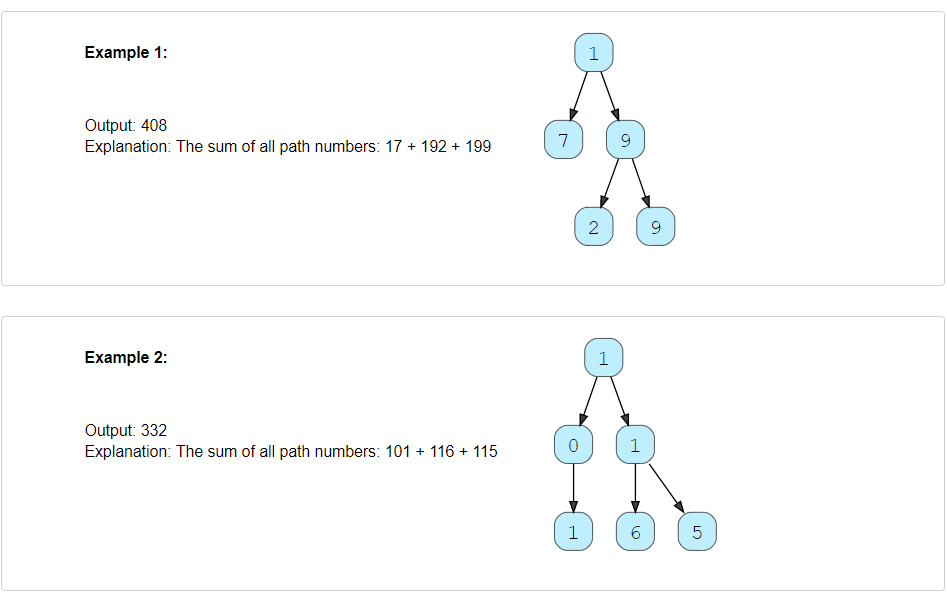 Example 1:
1
Output: 408
7 9
Explanation: The sum of all path numbers: 17 + 192 + 199
2 9
Example 2:
1
Output: 332
0 1
Explanation: The sum of all path numbers: 101 + 116 + 115
1 6 5